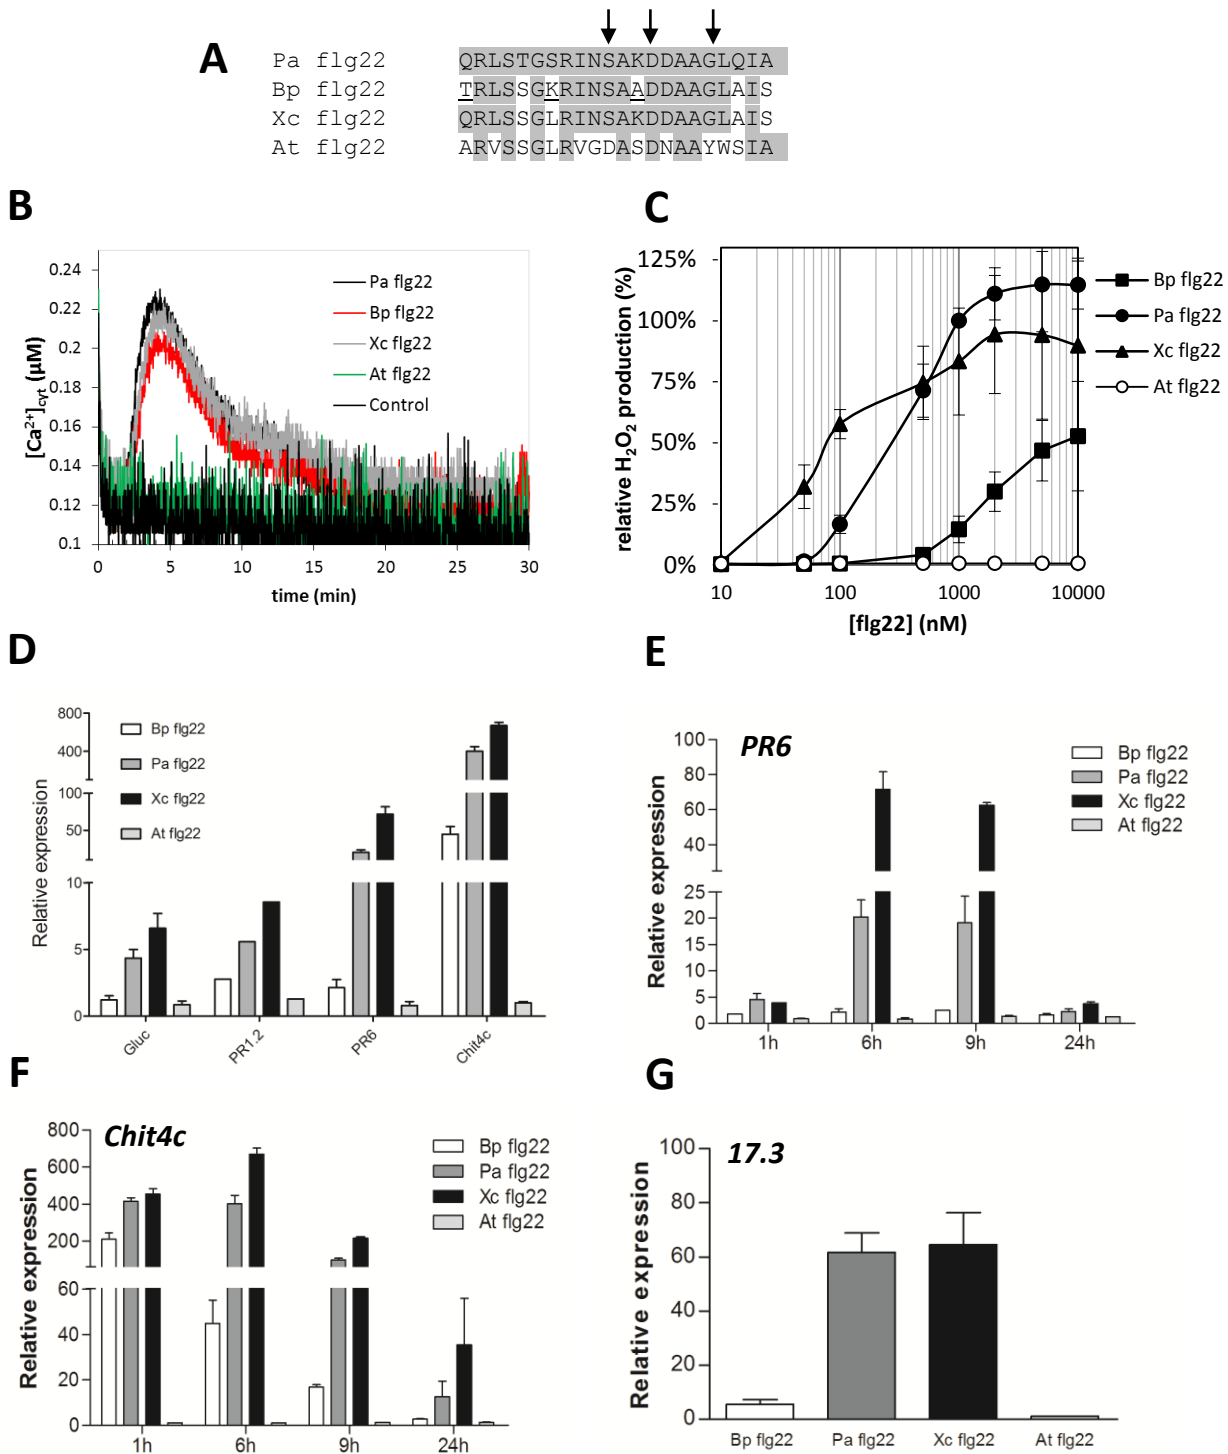 A
Pa flg22 QRLSTGSRINSAKDDAAGLQIA
Bp flg22 TRLSSGKRINSAADDAAGLAIS
Xc flg22 QRLSSGLRINSAKDDAAGLAIS
At flg22 ARVSSGLRVGDASDNAAYWSIA
B
[Ca2+]cyt (µM)
0.24
0.22
0.2
0.18
0.16
0.14
0.12
0.1
Pa flg22
Bp flg22
Xc flg22
At flg22
Control
0 5 10 15 20 25 30
time (min)
C
relative H2O2 production (%)
125%
100%
75%
50%
25%
0%
Bp flg22
Pa flg22
Xc flg22
At flg22
10 100 1000 10000
[flg22] (nM)
D
Relative expression
800
400
100
50
10
5
0
Bp flg22
Pa flg22
Xc flg22
At flg22
Gluc PR1.2 PR6 Chit4c
E
PR6
Relative expression
100
80
60
40
25
20
15
10
5
0
Bp flg22
Pa flg22
Xc flg22
At flg22
1h 6h 9h 24h
F
Chit4c
Relative expression
800
600
400
200
60
40
20
0
Bp flg22
Pa flg22
Xc flg22
At flg22
1h 6h 9h 24h
G
17.3
Relative expression
100
80
60
40
20
0
Bp flg22 Pa flg22 Xc flg22 At flg22